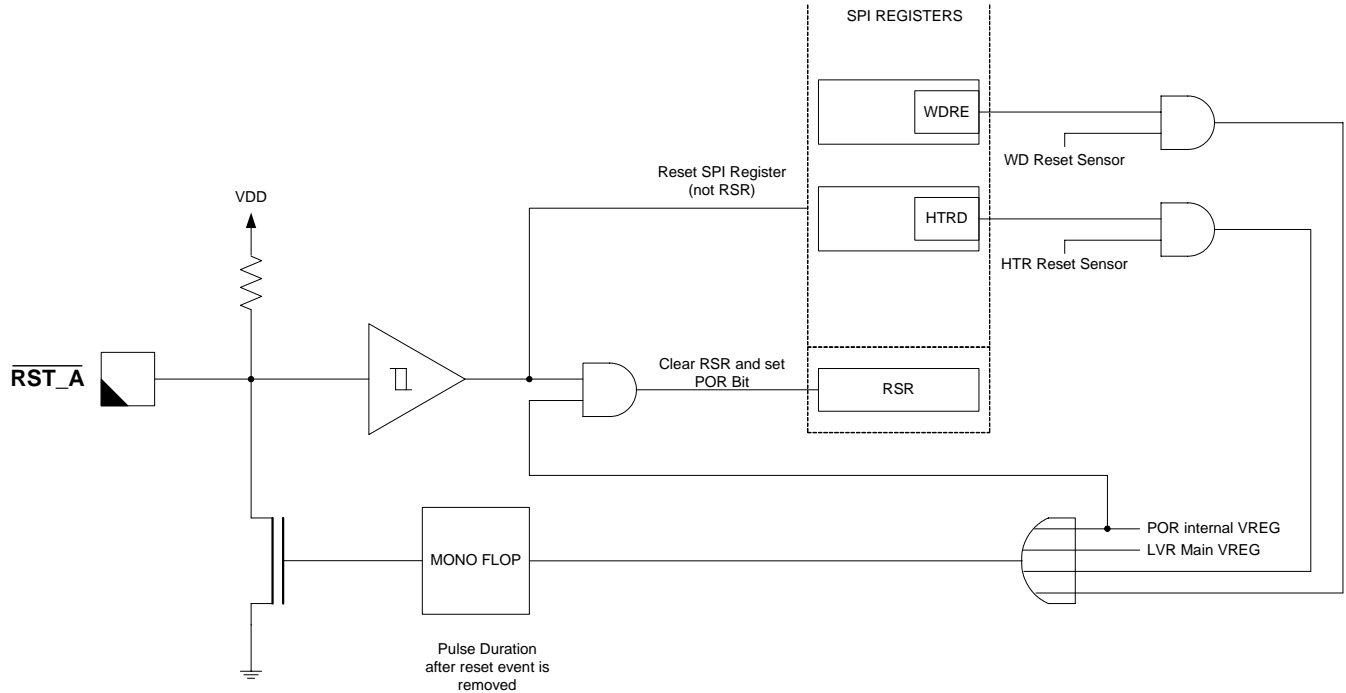 SPI REGISTERS
WDRE
WD Reset Sensor
Reset SPI Register
(not RSR)
VDD
HTRD
HTR Reset Sensor
RST_A
Clear RSR and set
POR Bit
RSR
POR internal VREG
LVR Main VREG
MONO FLOP
Pulse Duration
after reset event is
removed